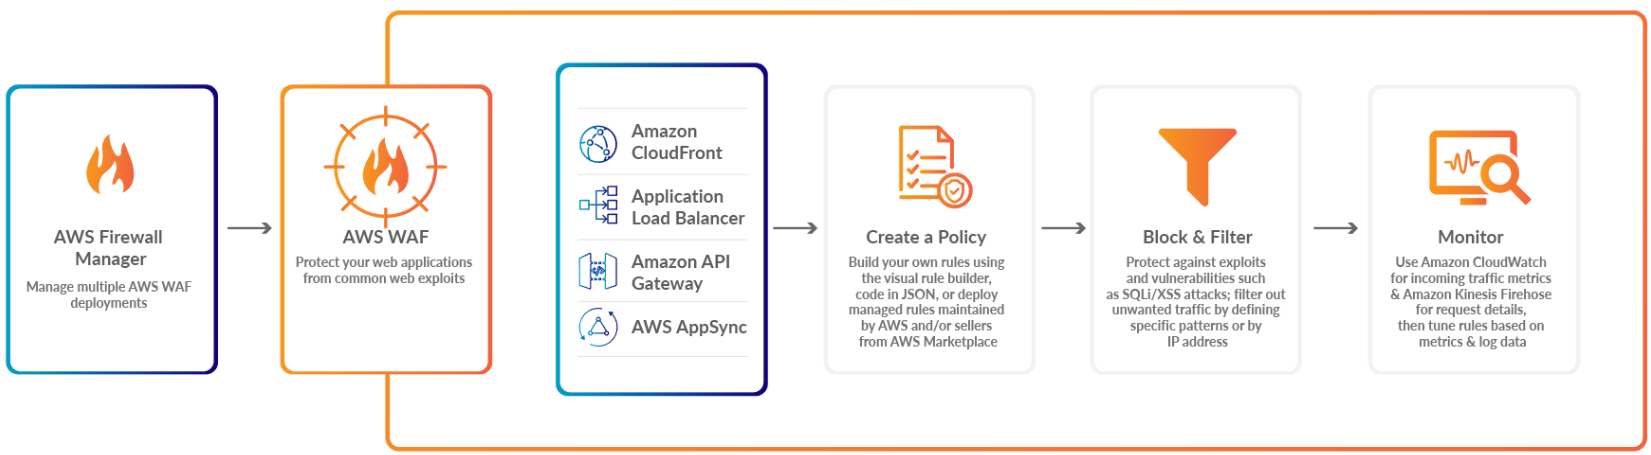 AWS Firewall
Manager
Manage multiple AWS WAF
deployments
AWS WAF
Protect your web applications
from common web exploits
Amazon
CloudFront
Application
Load Balancer
Amazon API
Gateway
AWS AppSync
Create a Policy
Build your own rules using
the visual rule builder,
code in JSON, or deploy
managed rules maintained
by AWS and/or sellers
from AWS Marketplace
Block & Filter
Protect against exploits
and vulnerabilities such
as SQLi/XSS attacks; filter out
unwanted traffic by defining
specific patterns or by
IP address
Monitor
Use Amazon CloudWatch
for incoming traffic metrics
& Amazon Kinesis Firehose
for request details,
then tune rules based on
metrics & log data